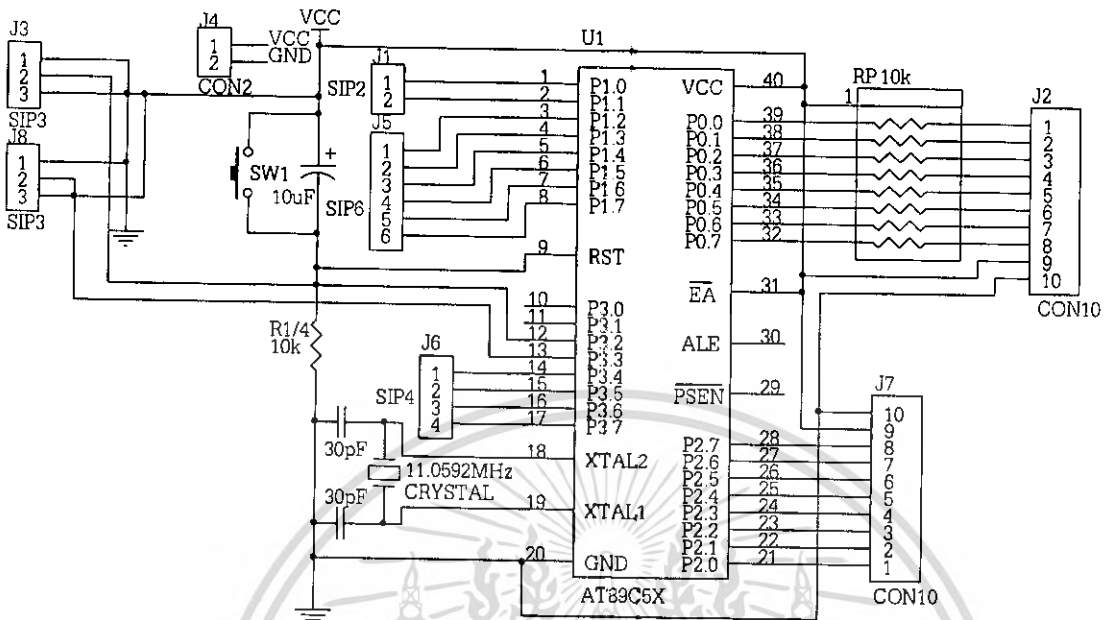 J3
1
2
3
SIP3
J8
1
2
3
SIP3
J4
1
2
CON2
VCC
GND
VCC
SW1
+
10uF
R1/4
10k
30pF
30pF
11.0592MHz
CRYSTAL
J1
SIP2
1
2
J5
SIP6
1
2
3
4
5
6
J6
SIP4
1
2
3
4
U1
1 P1.0
2 P1.1
3 P1.2
4 P1.3
5 P1.4
6 P1.5
7 P1.6
8 P1.7
9 RST
10 P3.0
11 P3.1
12 P3.2
13 P3.3
14 P3.4
15 P3.5
16 P3.6
17 P3.7
18 XTAL2
19 XTAL1
20 GND
VCC 40
P0.0 39
P0.1 38
P0.2 37
P0.3 36
P0.4 35
P0.5 34
P0.6 33
P0.7 32
EA 31
ALE 30
PSEN 29
P2.7 28
P2.6 27
P2.5 26
P2.4 25
P2.3 24
P2.2 23
P2.1 22
P2.0 21
AT89C5X
RP 10k
1
J2
1
2
3
4
5
6
7
8
9
10
CON10
J7
10
9
8
7
6
5
4
3
2
1
CON10